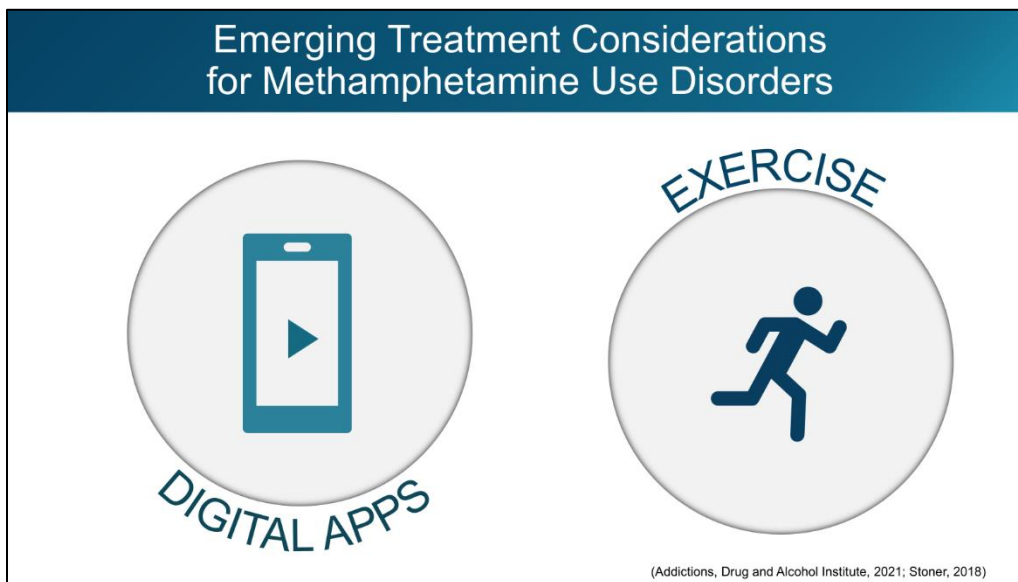 Emerging Treatment Considerations
for Methamphetamine Use Disorders
DIGITAL APPS
EXERCISE
(Addictions, Drug and Alcohol Institute, 2021; Stoner, 2018)